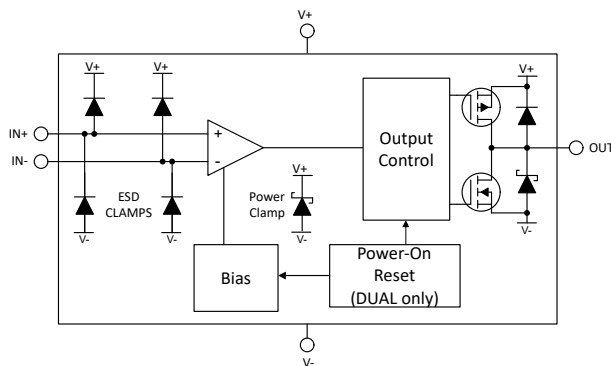 V+
V+
V+
V+
IN+
IN-
+
-
Output
Control
OUT
ESD
CLAMPS
Power
Clamp
V+
V-
V-
V-
V-
Bias
Power-On
Reset
(DUAL only)
V-